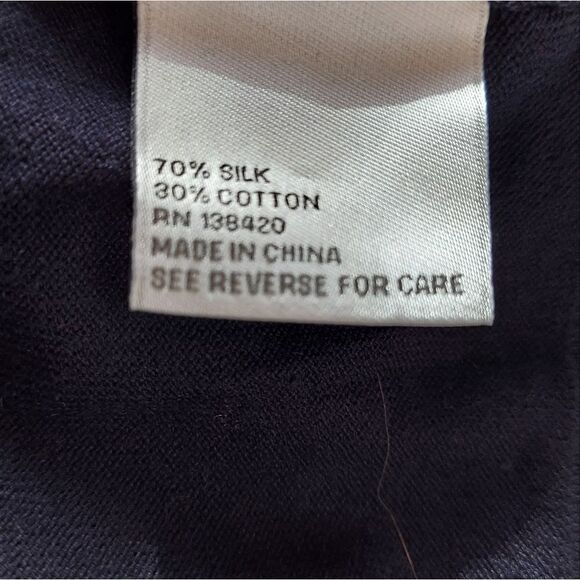 70% SILK
30% COTTON
RN 138420
MADE IN CHINA
SEE REVERSE FOR CARE